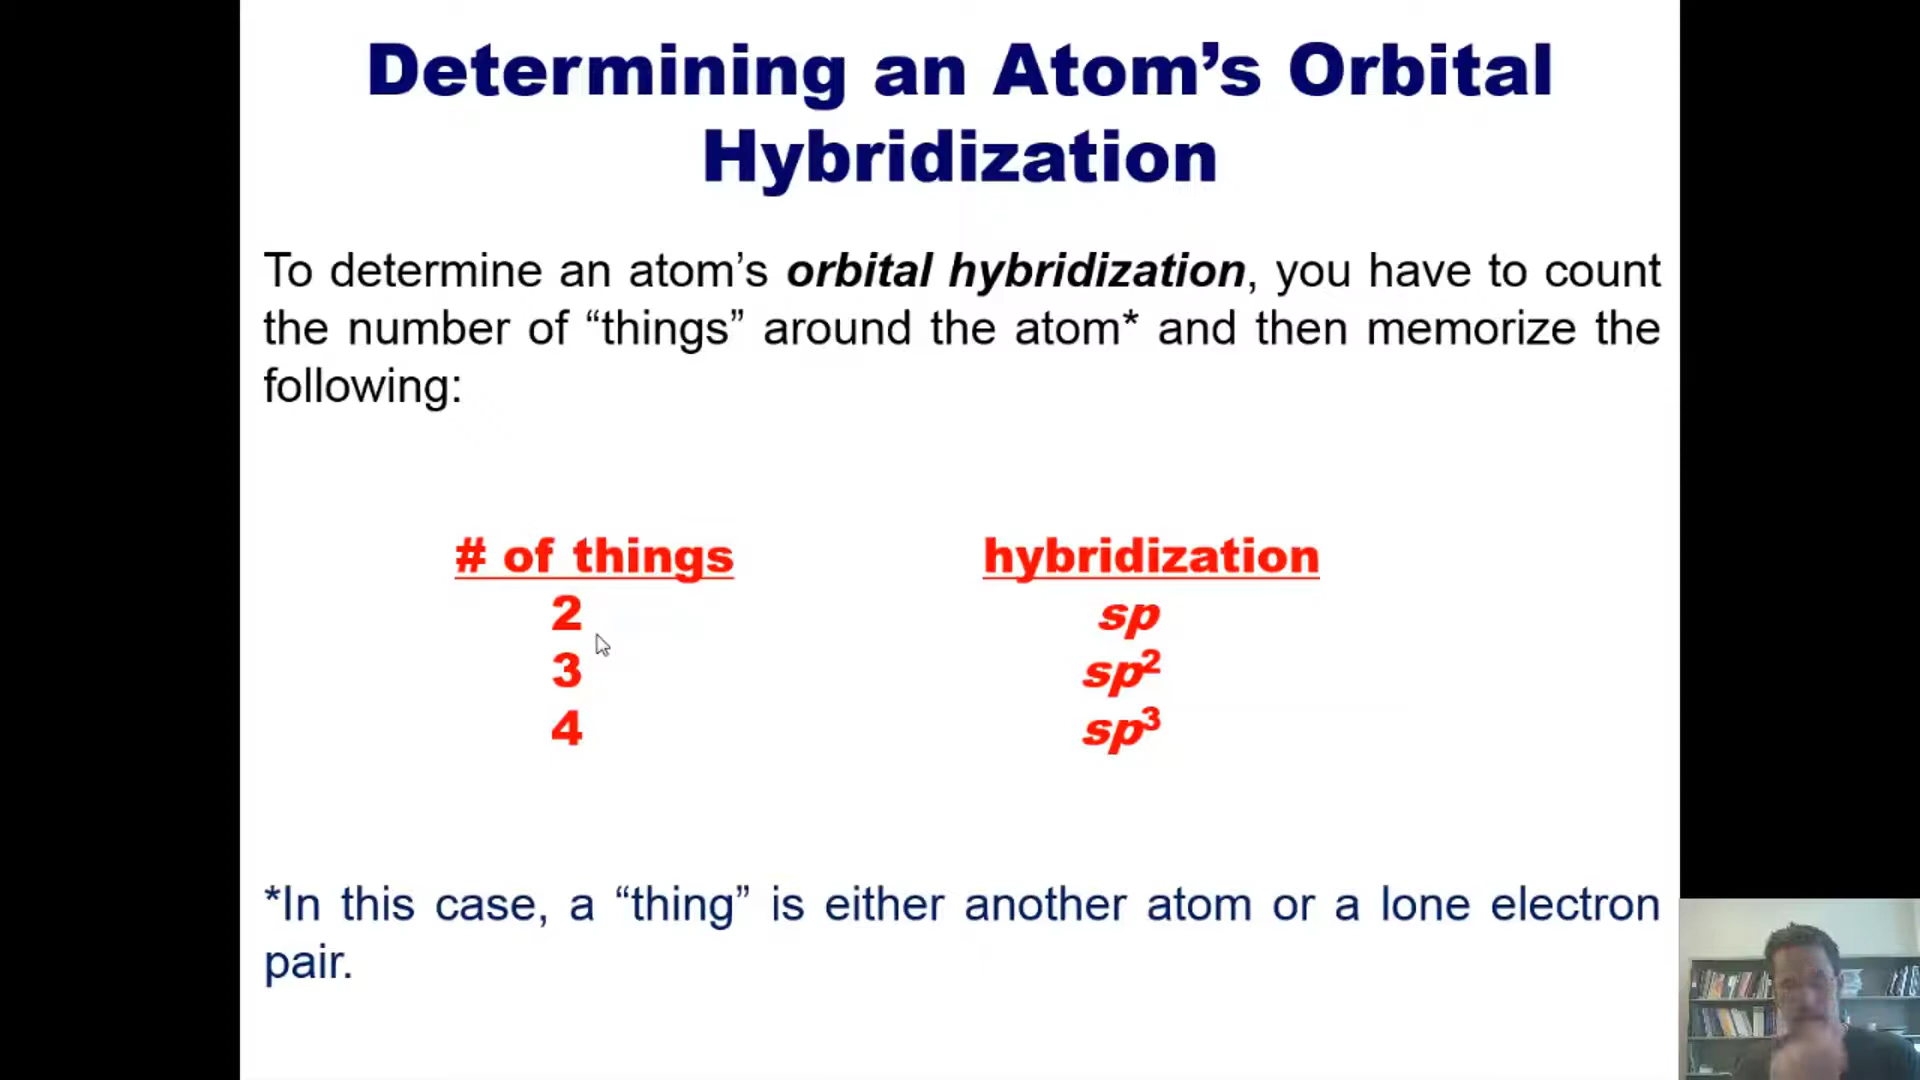 Determining an Atom’s Orbital
Hybridization
To determine an atom’s orbital hybridization, you have to count
the number of “things” around the atom* and then memorize the
following:
# of things hybridization
2 sp
3 sp²
4 sp³
*In this case, a “thing” is either another atom or a lone electron
pair.